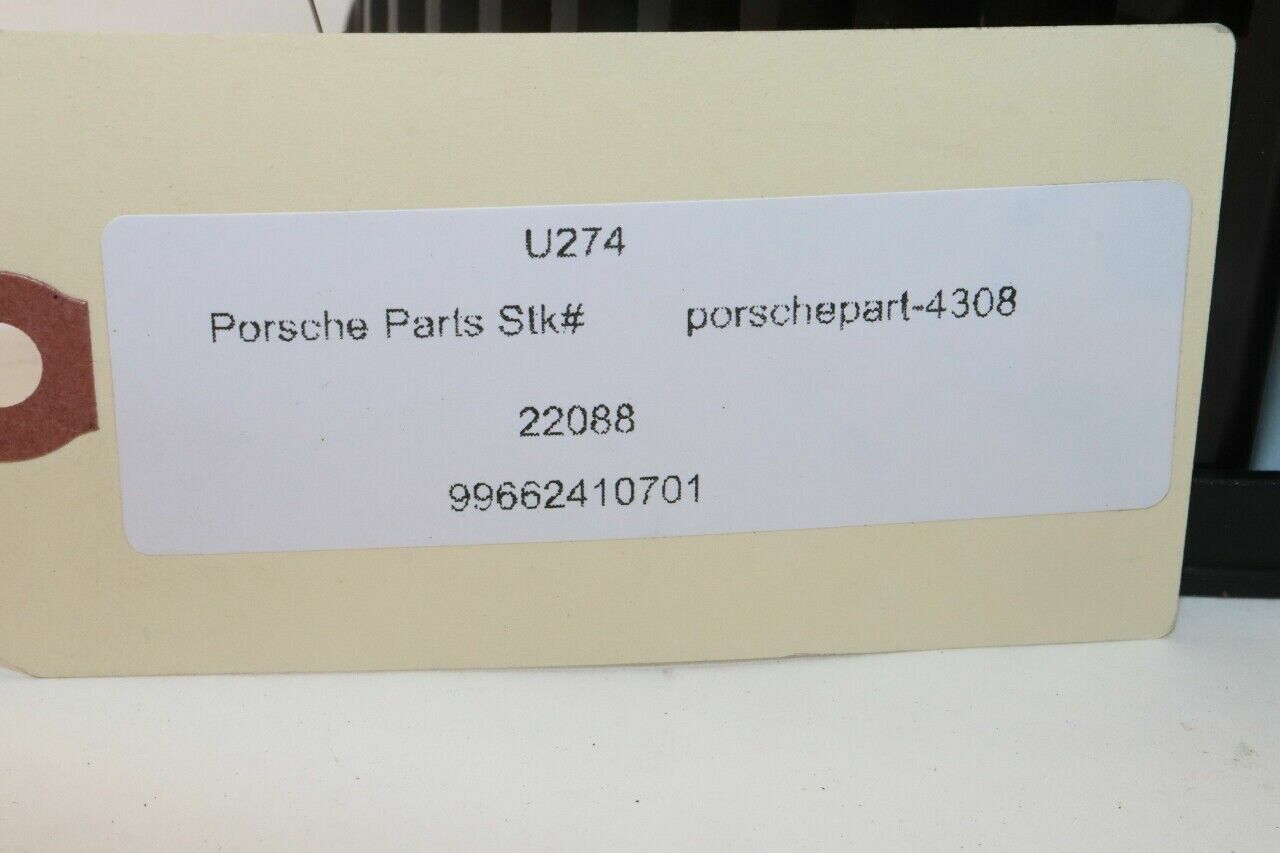 U274
Porsche Parts Stk# porschepart-4308
22088
99662410701